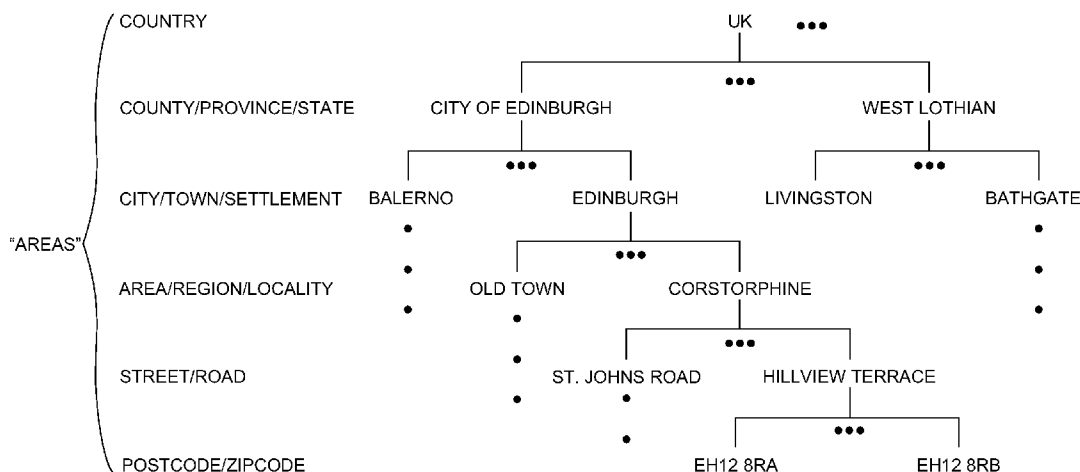 COUNTRY UK
COUNTY/PROVINCE/STATE CITY OF EDINBURGH WEST LOTHIAN
CITY/TOWN/SETTLEMENT BALERNO EDINBURGH LIVINGSTON BATHGATE
"AREAS"
AREA/REGION/LOCALITY OLD TOWN CORSTORPHINE
STREET/ROAD ST. JOHNS ROAD HILLVIEW TERRACE
POSTCODE/ZIPCODE EH12 8RA EH12 8RB